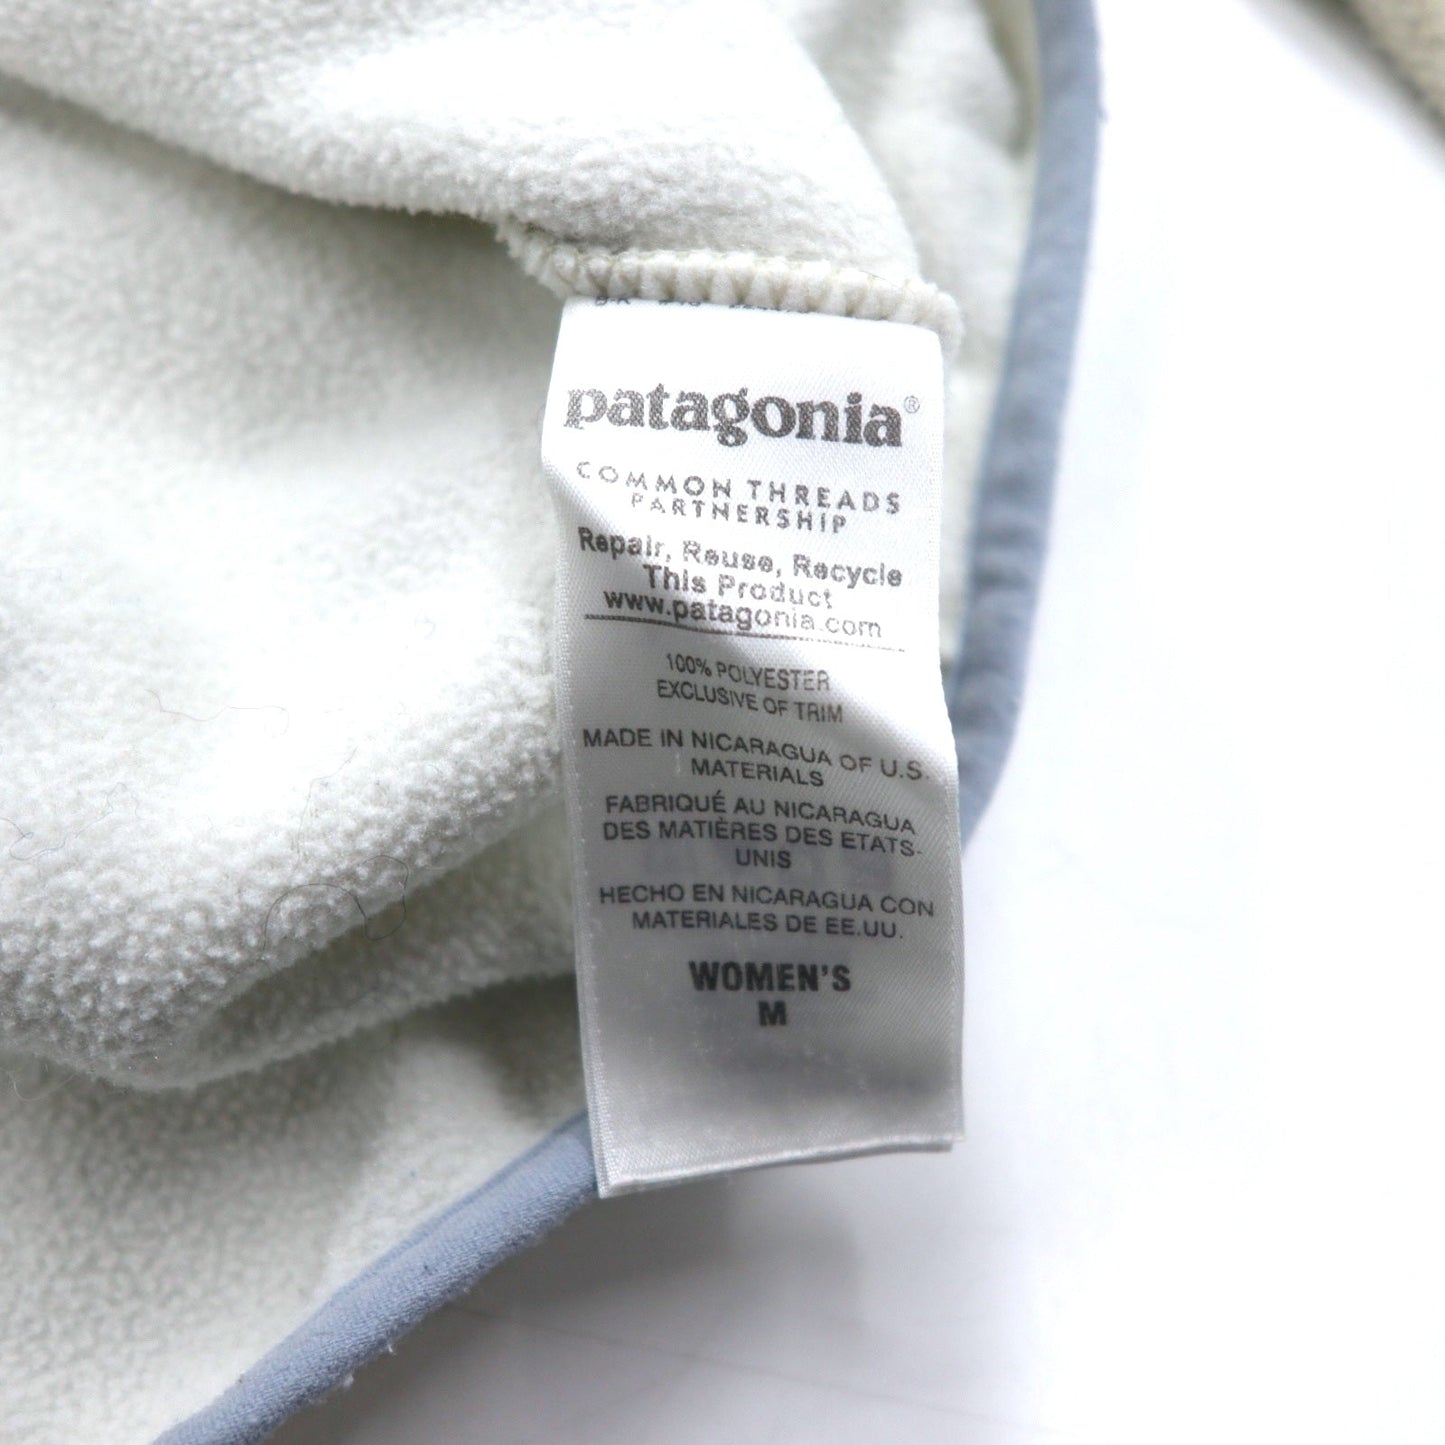 patagonia®
COMMON THREADS
PARTNERSHIP
Repair, Reuse, Recycle
This Product
www.patagonia.com
100% POLYESTER
EXCLUSIVE OF TRIM
MADE IN NICARAGUA OF U.S.
MATERIALS
FABRIQUÉ AU NICARAGUA
DES MATIÈRES DES ETATS-
UNIS
HECHO EN NICARAGUA CON
MATERIALES DE EE.UU.
WOMEN'S
M